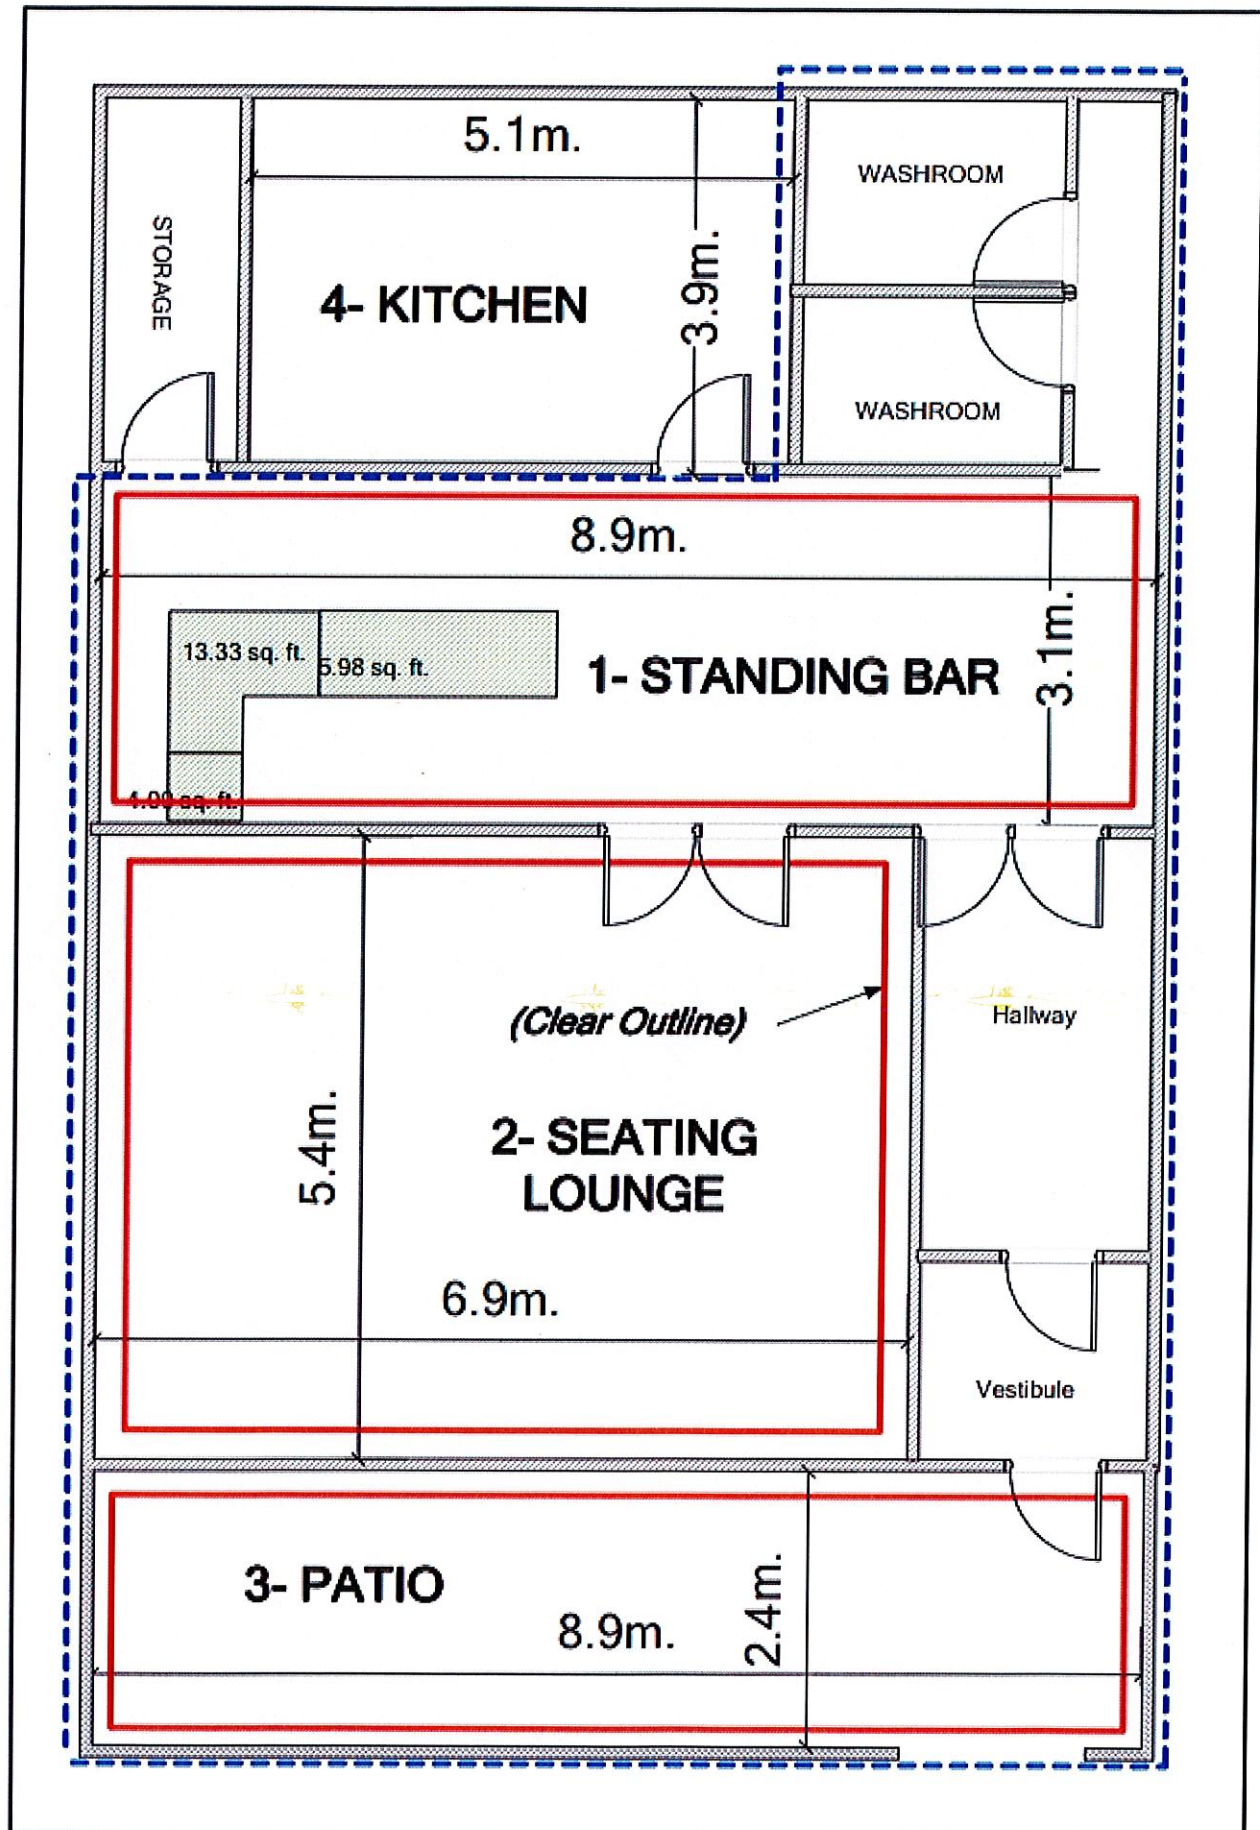 5.1m.
WASHROOM
STORAGE
4- KITCHEN
3.9m.
WASHROOM
8.9m.
13.33 sq. ft.
5.98 sq. ft.
1- STANDING BAR
3.1m.
sq. ft.
(Clear Outline)
Hallway
5.4m.
2- SEATING
LOUNGE
6.9m.
Vestibule
3- PATIO
8.9m.
2.4m.